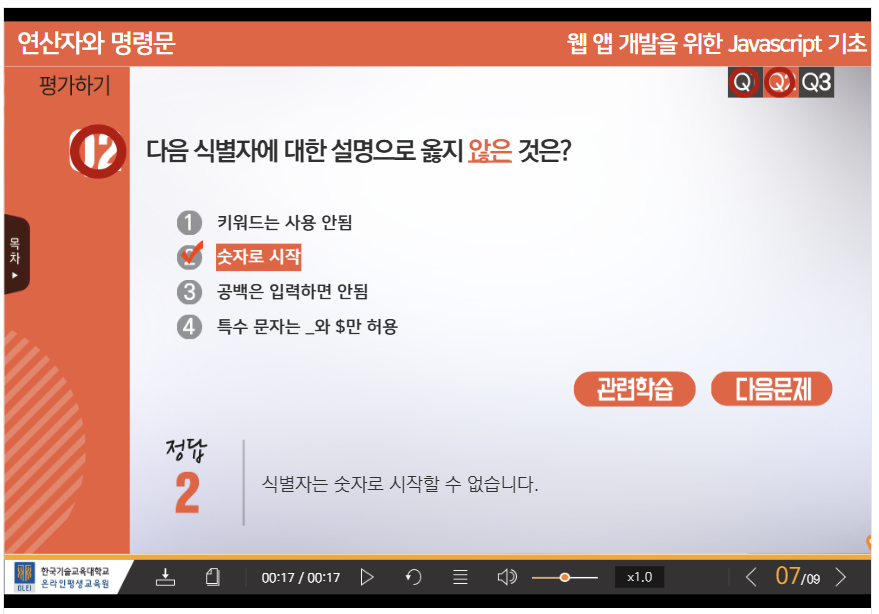 연산자와 명령문
웹 앱 개발을 위한 Javascript 기초
평가하기
Q Q2 Q3
02
다음 식별자에 대한 설명으로 옳지 않은 것은?
1 키워드는 사용 안됨
2 숫자로 시작
3 공백은 입력하면 안됨
4 특수 문자는 _와 $만 허용
목차
관련학습
다음문제
정답
2
식별자는 숫자로 시작할 수 없습니다.
OLEI
한국기술교육대학교
온라인평생교육원
00:17 / 00:17
x1.0
07/09